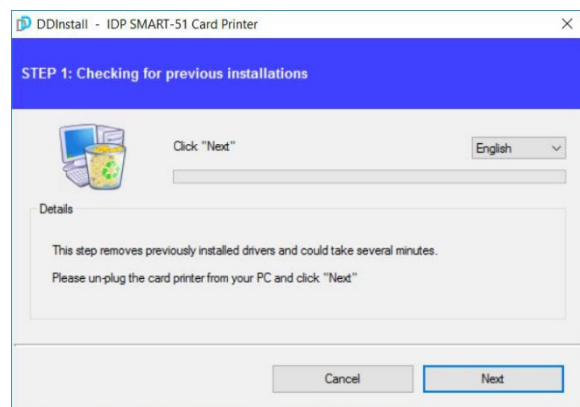 DDInstall - IDP SMART-51 Card Printer
STEP 1: Checking for previous installations
Click "Next"
English
Details
This step removes previously installed drivers and could take several minutes.
Please un-plug the card printer from your PC and click "Next"
Cancel
Next